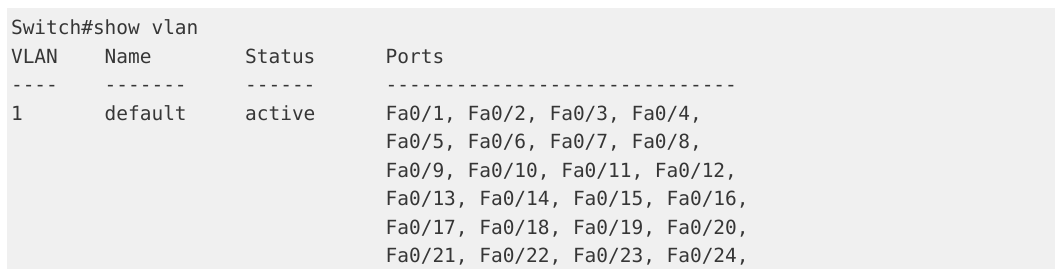 Switch#show vlan
VLAN    Name        Status      Ports
----    -------     ------      ------------------------------
1       default     active      Fa0/1, Fa0/2, Fa0/3, Fa0/4,
                                Fa0/5, Fa0/6, Fa0/7, Fa0/8,
                                Fa0/9, Fa0/10, Fa0/11, Fa0/12,
                                Fa0/13, Fa0/14, Fa0/15, Fa0/16,
                                Fa0/17, Fa0/18, Fa0/19, Fa0/20,
                                Fa0/21, Fa0/22, Fa0/23, Fa0/24,